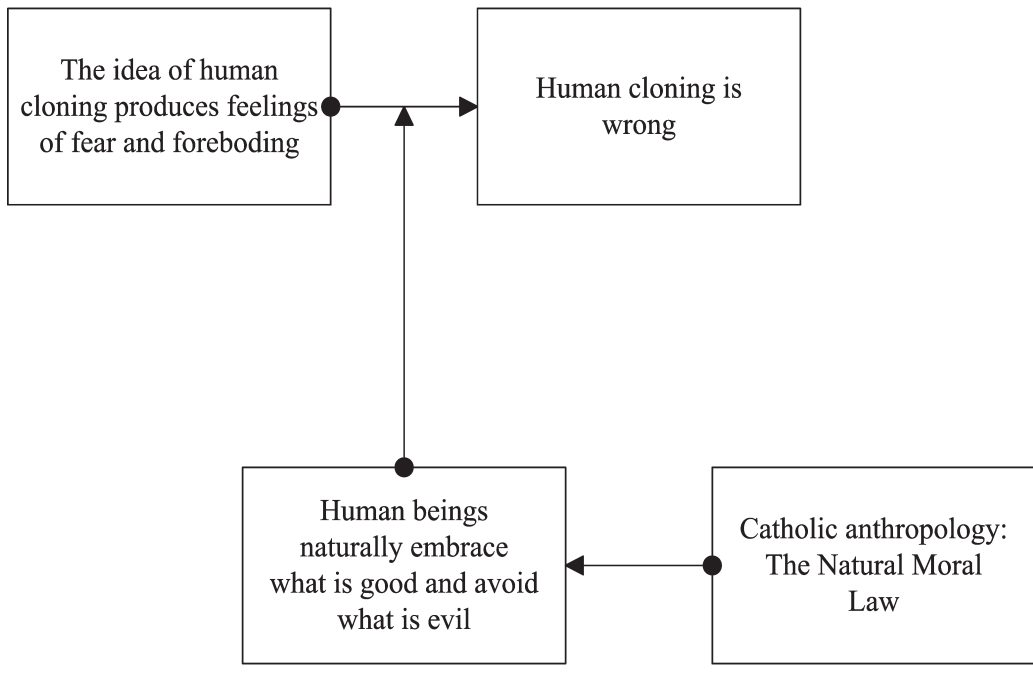 The idea of human
cloning produces feelings
of fear and foreboding
Human cloning is
wrong
Human beings
naturally embrace
what is good and avoid
what is evil
Catholic anthropology:
The Natural Moral
Law